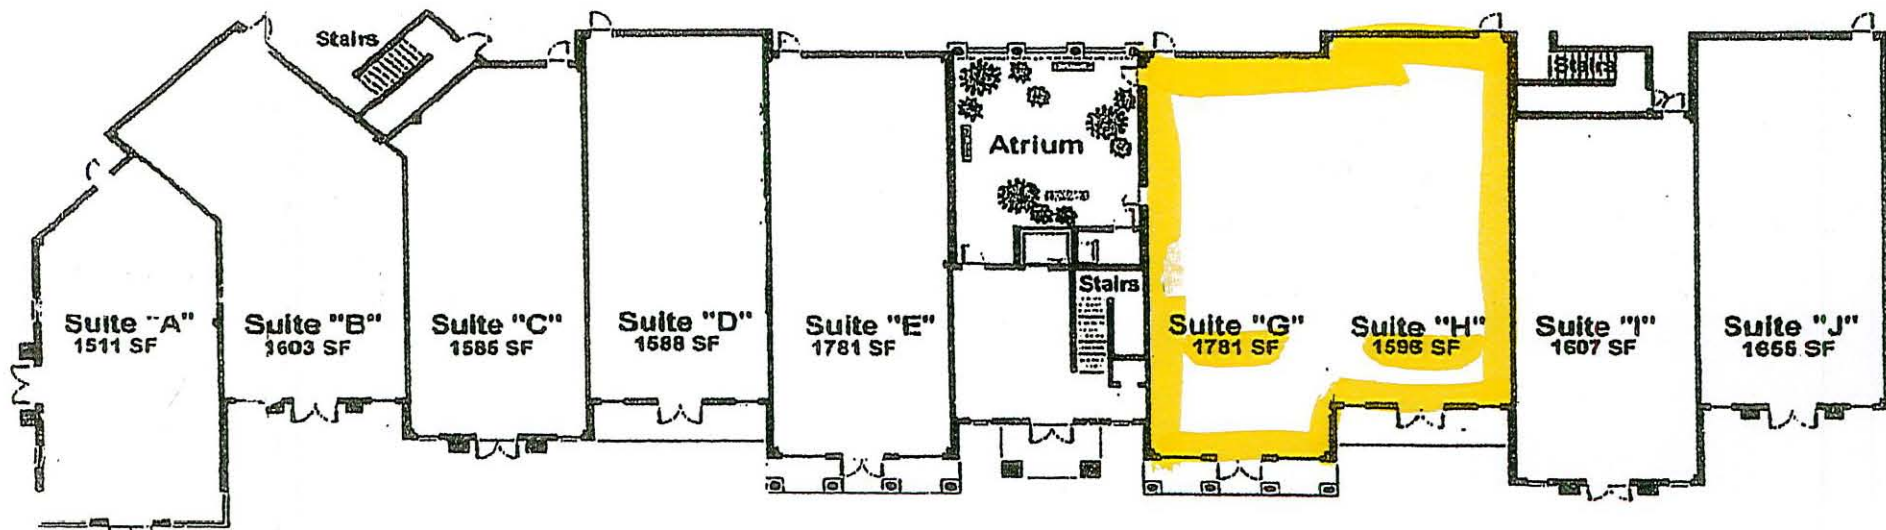 Stairs
Stairs
Atrium
Stairs
Suite "A"
1511 SF
Suite "B"
1603 SF
Suite "C"
1585 SF
Suite "D"
1588 SF
Suite "E"
1781 SF
Suite "G"
1781 SF
Suite "H"
1596 SF
Suite "I"
1607 SF
Suite "J"
1656 SF